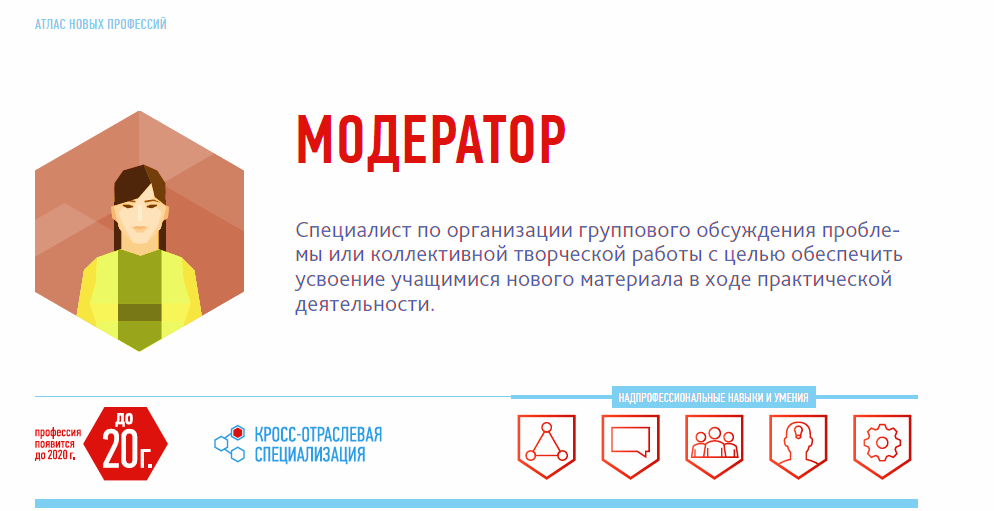 АТЛАС НОВЫХ ПРОФЕССИЙ
МОДЕРАТОР
Специалист по организации группового обсуждения пробле-
мы или коллективной творческой работы с целью обеспечить
усвоение учащимися нового материала в ходе практической
деятельности.
НАДПРОФЕССИОНАЛЬНЫЕ НАВЫКИ И УМЕНИЯ
профессия
появится
до 2020 г.
до
20г.
КРОСС-ОТРАСЛЕВАЯ
СПЕЦИАЛИЗАЦИЯ